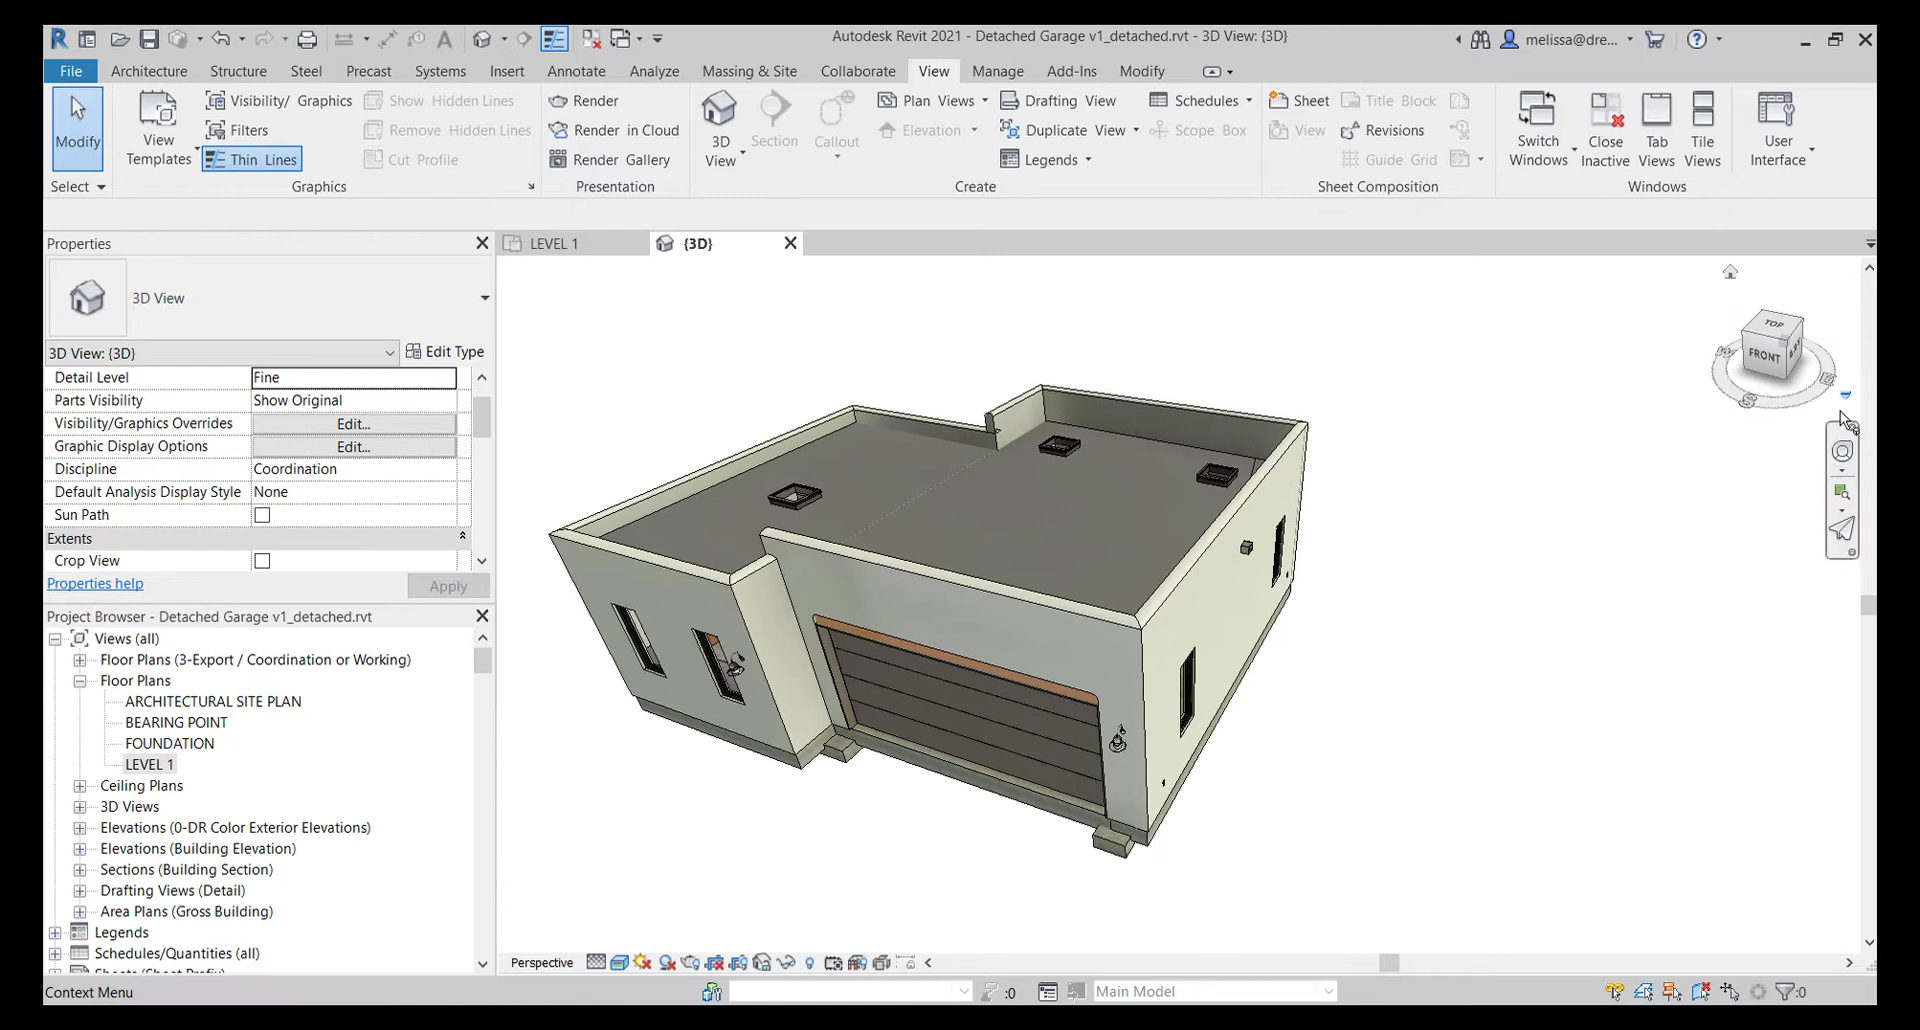 Autodesk Revit 2021 - Detached Garage v1_detached.rvt - 3D View: {3D}
melissa@dre...
File Architecture Structure Steel Precast Systems Insert Annotate Analyze Massing & Site Collaborate View Manage Add-Ins Modify
Modify
Select
View Templates
Visibility/ Graphics
Filters
Thin Lines
Show Hidden Lines
Remove Hidden Lines
Cut Profile
Graphics
Render
Render in Cloud
Render Gallery
Presentation
3D View
Section
Callout
Plan Views
Elevation
Drafting View
Duplicate View
Legends
Schedules
Scope Box
Create
Sheet
View
Title Block
Revisions
Guide Grid
Sheet Composition
Switch Windows
Close Inactive
Tab Views
Tile Views
Windows
User Interface
Properties
3D View
3D View: {3D}
Edit Type
Detail Level Fine
Parts Visibility Show Original
Visibility/Graphics Overrides Edit...
Graphic Display Options Edit...
Discipline Coordination
Default Analysis Display Style None
Sun Path
Extents
Crop View
Properties help
Apply
Project Browser - Detached Garage v1_detached.rvt
Views (all)
Floor Plans (3-Export / Coordination or Working)
Floor Plans
ARCHITECTURAL SITE PLAN
BEARING POINT
FOUNDATION
LEVEL 1
Ceiling Plans
3D Views
Elevations (0-DR Color Exterior Elevations)
Elevations (Building Elevation)
Sections (Building Section)
Drafting Views (Detail)
Area Plans (Gross Building)
Legends
Schedules/Quantities (all)
LEVEL 1
{3D}
TOP
FRONT
Perspective
Context Menu
:0
Main Model
:0